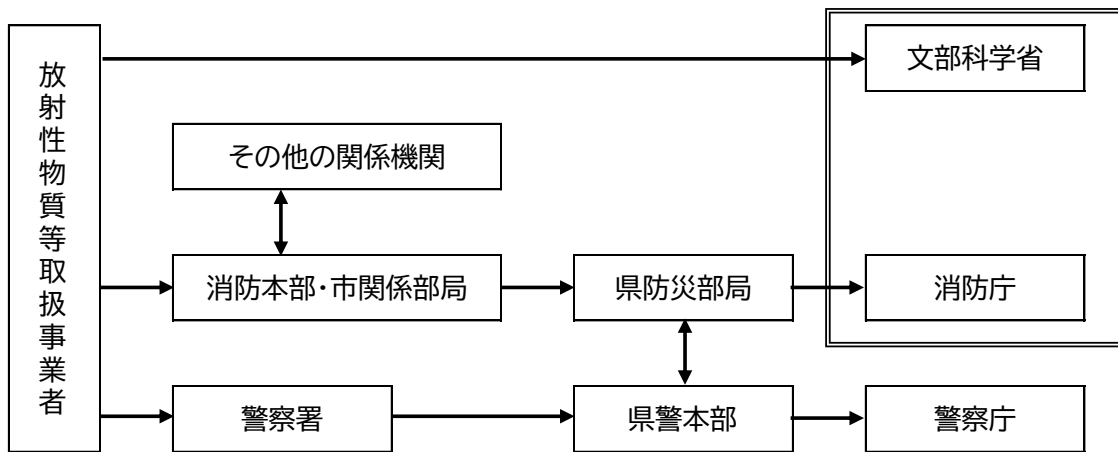 放射性物質等取扱事業者
文部科学省
その他の関係機関
消防本部・市関係部局
県防災部局
消防庁
警察署
県警本部
警察庁